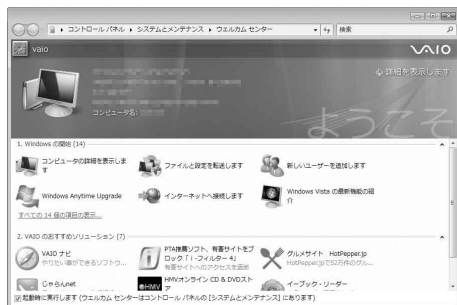 コントロール パネル ▸ システムとメンテナンス ▸ ウェルカム センター
検索
vaio
VAIO
詳細を表示します
コンピュータ名:
ようこそ
1. Windows の開始 (14)
コンピュータの詳細を表示しま
す
ファイルと設定を転送します
新しいユーザーを追加します
Windows Anytime Upgrade
インターネットへ接続します
Windows Vista の最新機能の紹
介
すべての 14 個の項目の表示...
2. VAIO のおすすめソリューション (7)
VAIO ナビ
やりたい事ができるソフトウ...
PTA推薦ソフト、有害サイトをブ
ロック「i-フィルター 4」
有害サイトへのアクセスを遮断
グルメサイト HotPepper.jp
HotPepper.jpで52万件のグル...
じゃらんnet
HMVオンライン CD & DVDスト
ア
イーブック・リーダー
起動時に実行します (ウェルカム センターはコントロール パネルの [システムとメンテナンス] にあります)